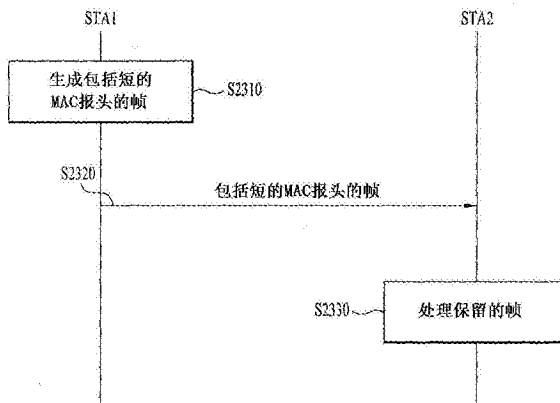 STA1
STA2
生成包括短的
MAC报头的帧
S2310
S2320
包括短的MAC报头的帧
S2330
处理保留的帧